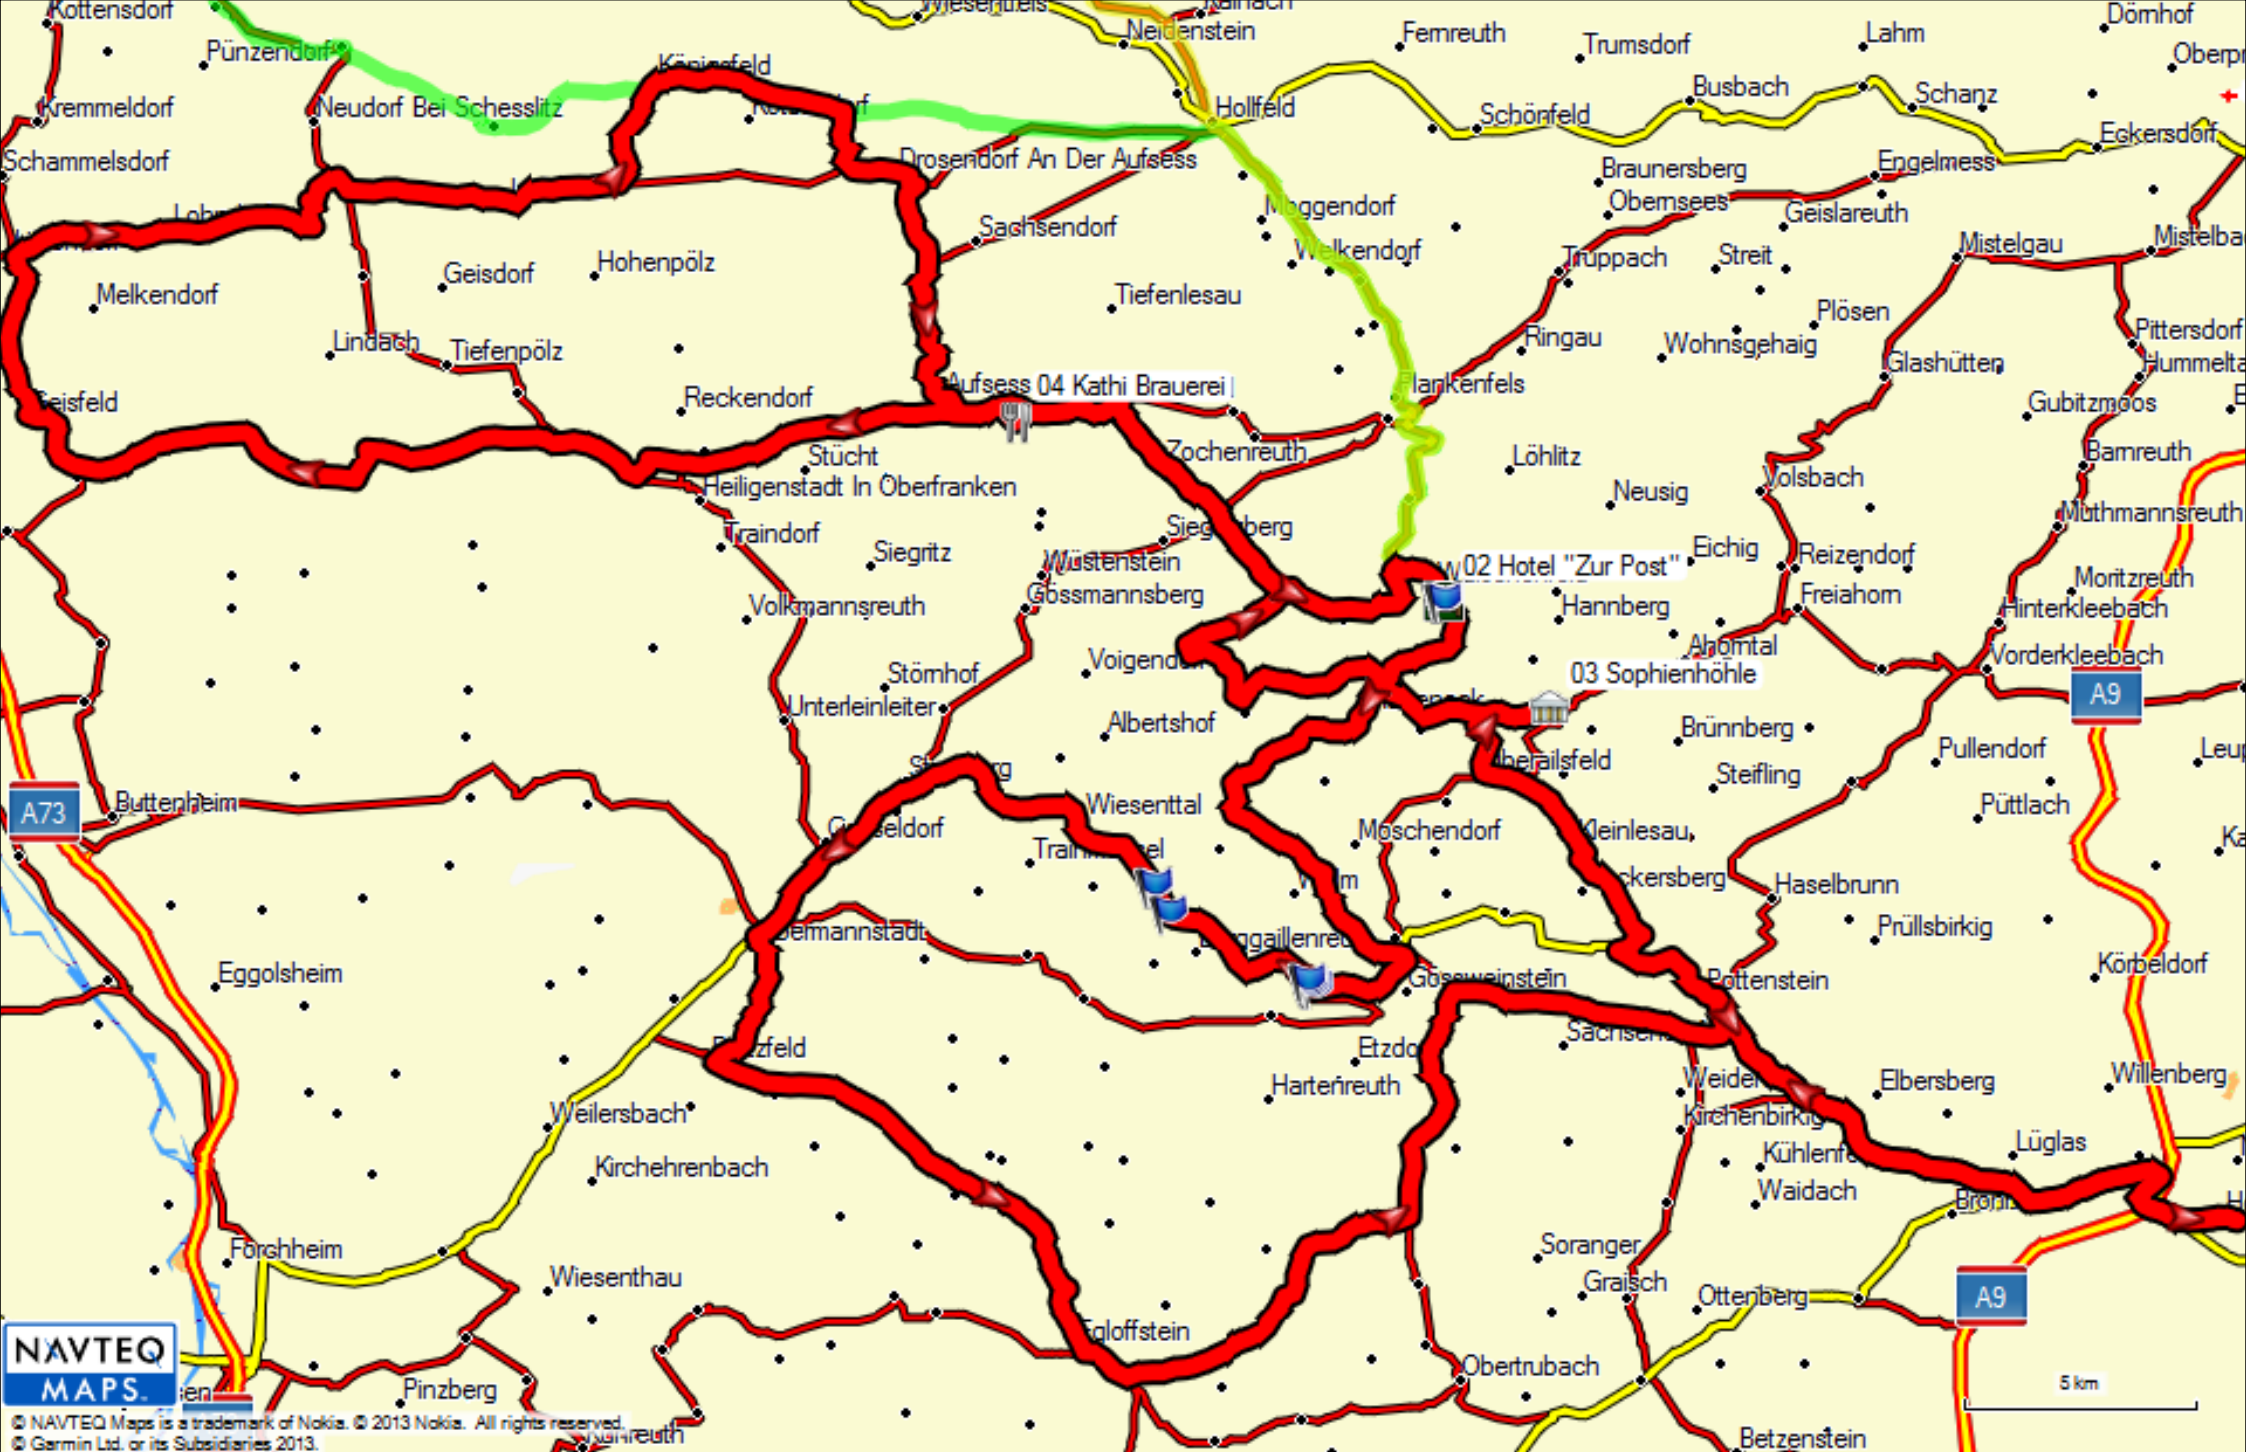 Kottensdorf
Wiesentfels
Kainach
Neidenstein
Dörnhof
Fernreuth
Lahm
Trumsdorf
Pünzendorf
Königsfeld
Busbach
Schanz
Kremmeldorf
Neudorf Bei Schesslitz
Hollfeld
Schönfeld
Eckersdorf
Schammelsdorf
Drosendorf An Der Aufsess
Braunersberg
Engelmess
Obernsees
Geislareuth
Moggendorf
Sachsendorf
Welkendorf
Mistelgau
Truppach
Streit
Geisdorf
Hohenpölz
Melkendorf
Tiefenlesau
Plösen
Pittersdorf
Lindach
Tiefenpölz
Ringau
Wohnsgehaig
Glashütten
Aufsess
04 Kathi Brauerei
Plankenfels
Reckendorf
Gubitzmoos
Zochenreuth
Stücht
Löhlitz
Barnreuth
Heiligenstadt In Oberfranken
Volsbach
Neusig
Muthmannsreuth
Traindorf
Siegritz
Wüstenstein
Eichig
Reizendorf
02 Hotel "Zur Post"
Moritzreuth
Gössmannsberg
Volkmannsreuth
Hannberg
Freiahorn
Hinterkleebach
Ahorntal
Vorderkleebach
Störnhof
03 Sophienhöhle
A9
Unterleinleiter
Albertshof
Brünnberg
Pullendorf
Steifling
A73
Buttenheim
Wiesenttal
Püttlach
Moschendorf
Kleinlesau
Haselbrunn
Prüllsbirkig
Eggolsheim
Gössweinstein
Pottenstein
Körbeldorf
Hartenreuth
Elbersberg
Willenberg
Weilersbach
Kirchenbirkig
Lüglas
Kirchehrenbach
Waidach
Forchheim
Soranger
Wiesenthau
Graisch
Ottenberg
A9
Egloffstein
NAVTEQ
MAPS
Obertrubach
Pinzberg
5 km
© NAVTEQ Maps is a trademark of Nokia. © 2013 Nokia. All rights reserved.
© Garmin Ltd. or its Subsidiaries 2013.
Betzenstein